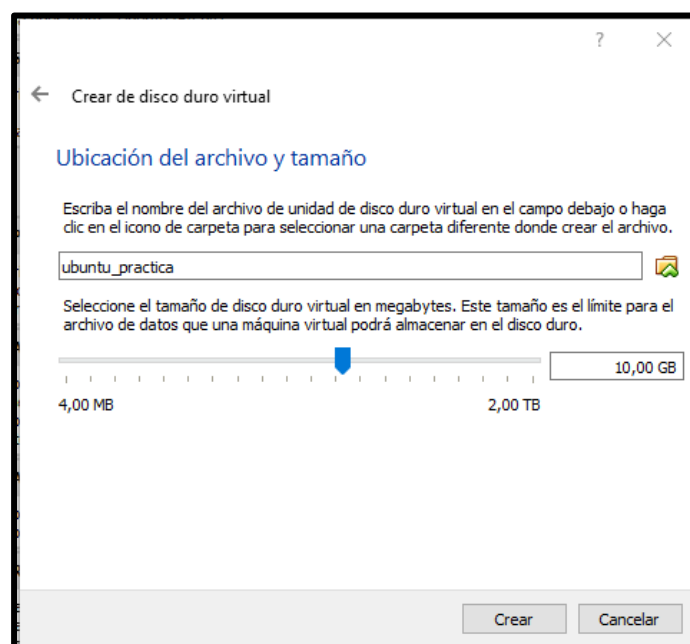 ?
Crear de disco duro virtual
Ubicación del archivo y tamaño
Escriba el nombre del archivo de unidad de disco duro virtual en el campo debajo o haga
clic en el icono de carpeta para seleccionar una carpeta diferente donde crear el archivo.
ubuntu_practica
Seleccione el tamaño de disco duro virtual en megabytes. Este tamaño es el límite para el
archivo de datos que una máquina virtual podrá almacenar en el disco duro.
10,00 GB
4,00 MB 2,00 TB
Crear Cancelar